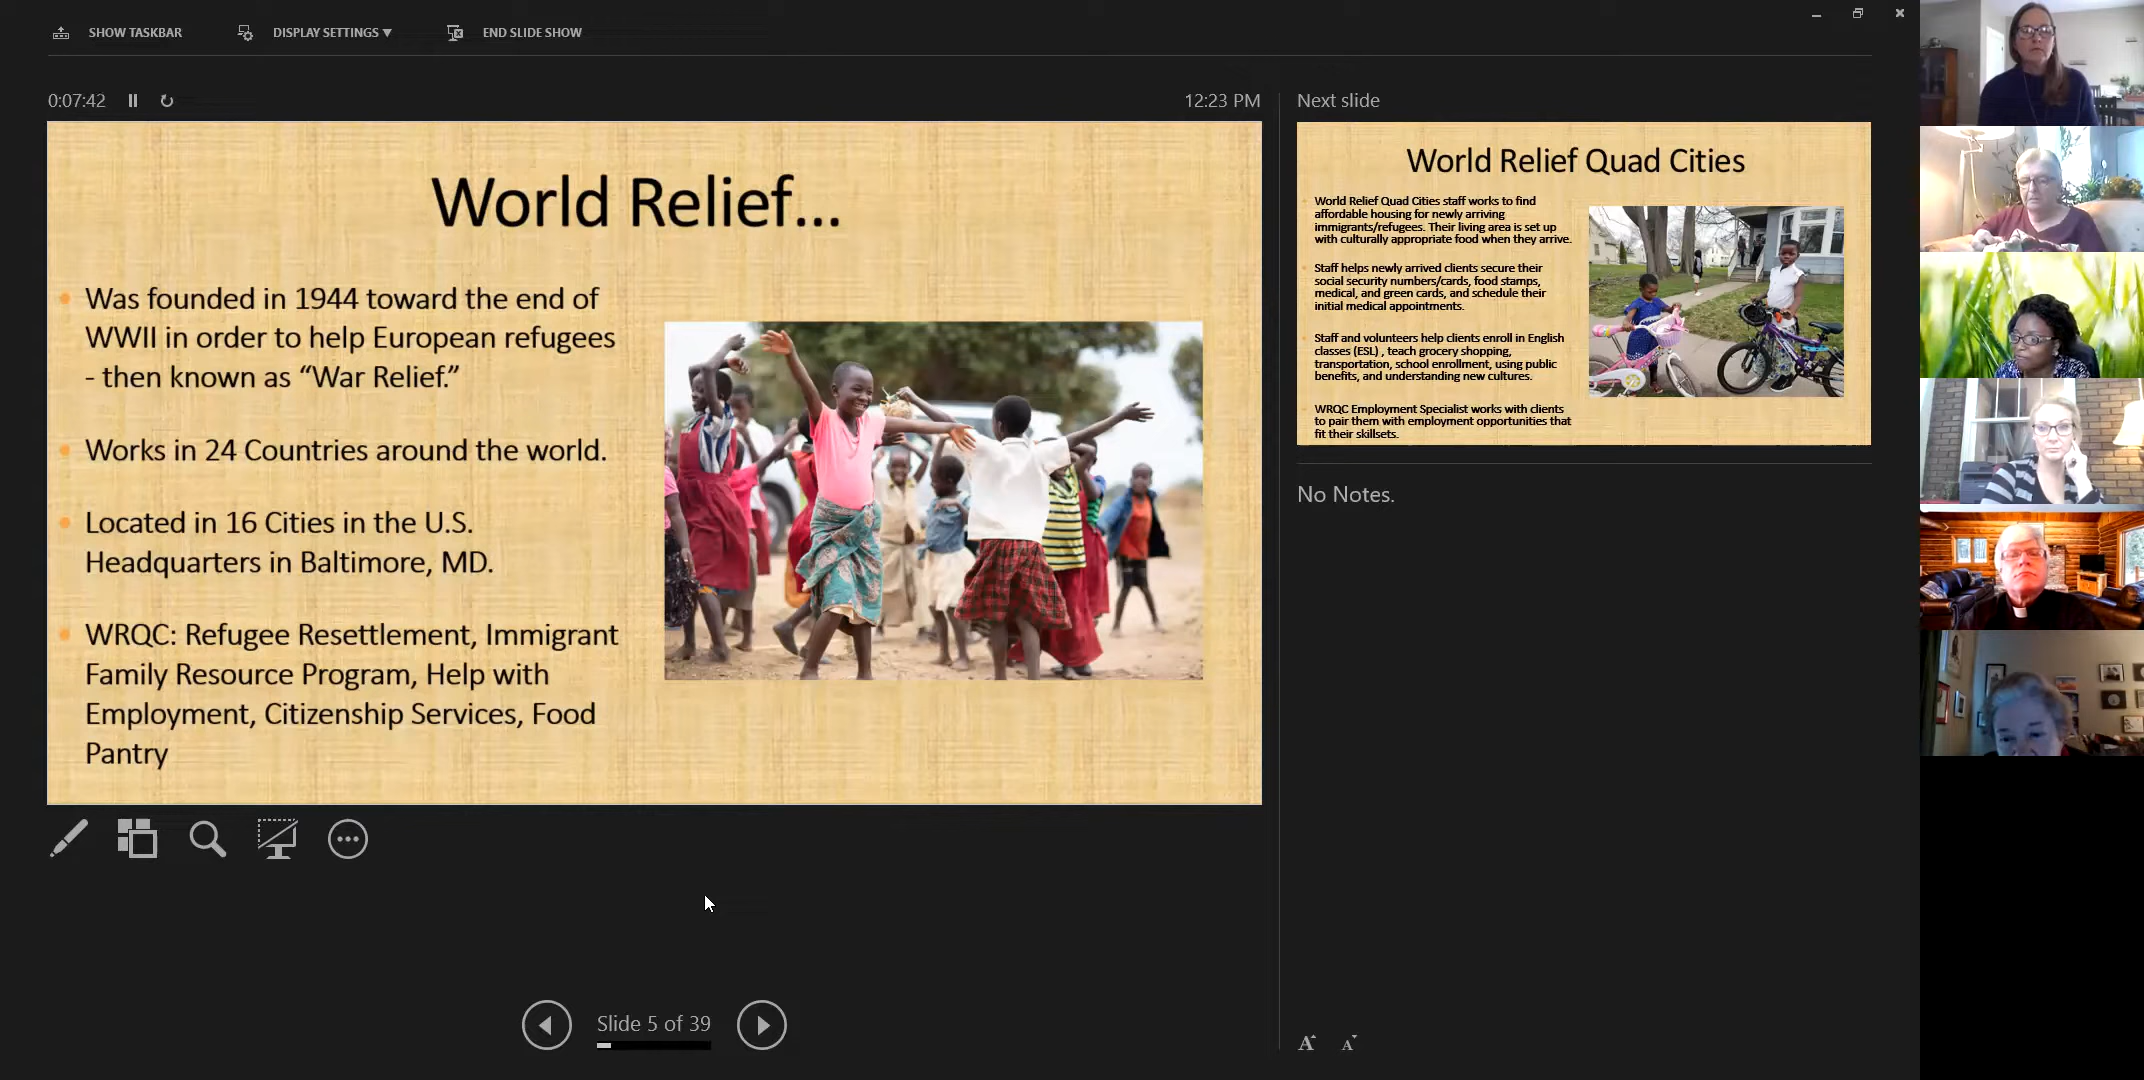 SHOW TASKBAR
DISPLAY SETTINGS ▼
END SLIDE SHOW
0:07:42
12:23 PM
World Relief...
Was founded in 1944 toward the end of
WWII in order to help European refugees
- then known as “War Relief.”
Works in 24 Countries around the world.
Located in 16 Cities in the U.S.
Headquarters in Baltimore, MD.
WRQC: Refugee Resettlement, Immigrant
Family Resource Program, Help with
Employment, Citizenship Services, Food
Pantry
Slide 5 of 39
Next slide
World Relief Quad Cities
World Relief Quad Cities staff works to find
affordable housing for newly arriving
immigrants/refugees. Their living area is set up
with culturally appropriate food when they arrive.
Staff helps newly arrived clients secure their
social security numbers/cards, food stamps,
medical, and green cards, and schedule their
initial medical appointments.
Staff and volunteers help clients enroll in English
classes (ESL) , teach grocery shopping,
transportation, school enrollment, using public
benefits, and understanding new cultures.
WRQC Employment Specialist works with clients
to pair them with employment opportunities that
fit their skillsets.
No Notes.
A A